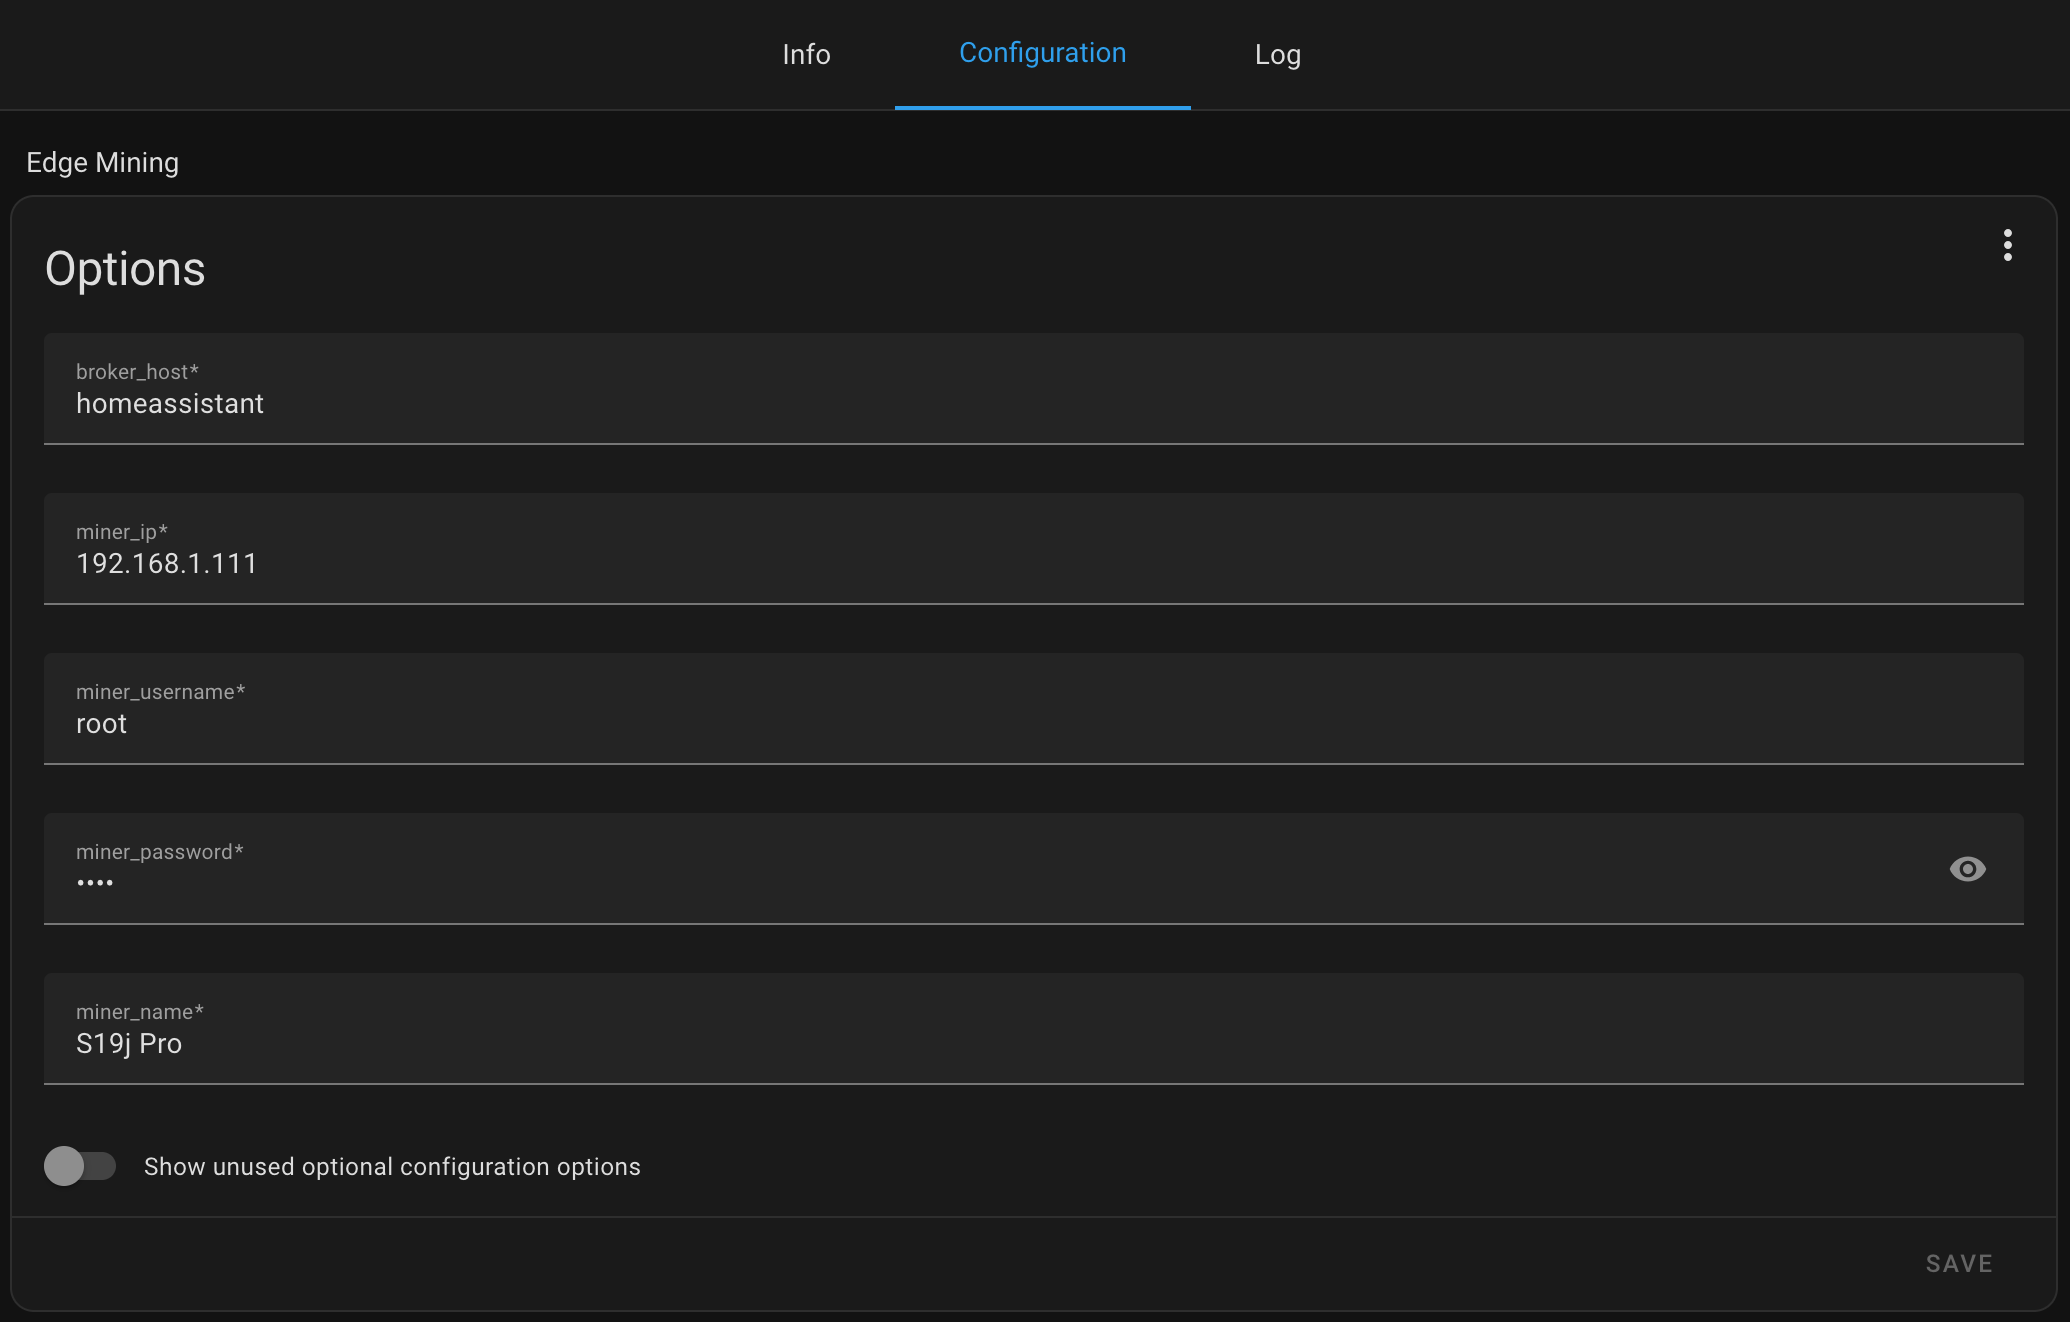 Info
Configuration
Log
Edge Mining
Options
broker_host*
homeassistant
miner_ip*
192.168.1.111
miner_username*
root
miner_password*
••••
miner_name*
S19j Pro
Show unused optional configuration options
SAVE